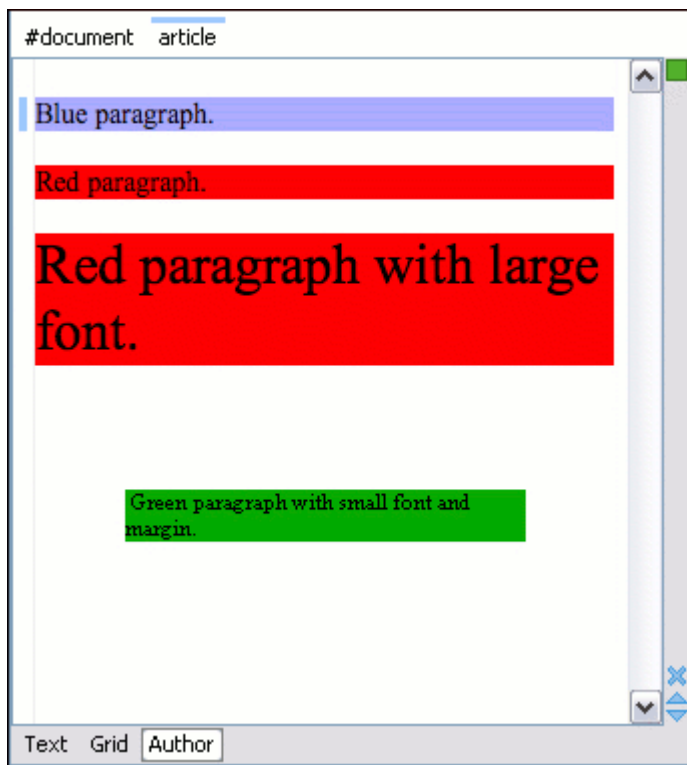 #document article
Blue paragraph.
Red paragraph.
Red paragraph with large
font.
Green paragraph with small font and
margin.
Text Grid Author